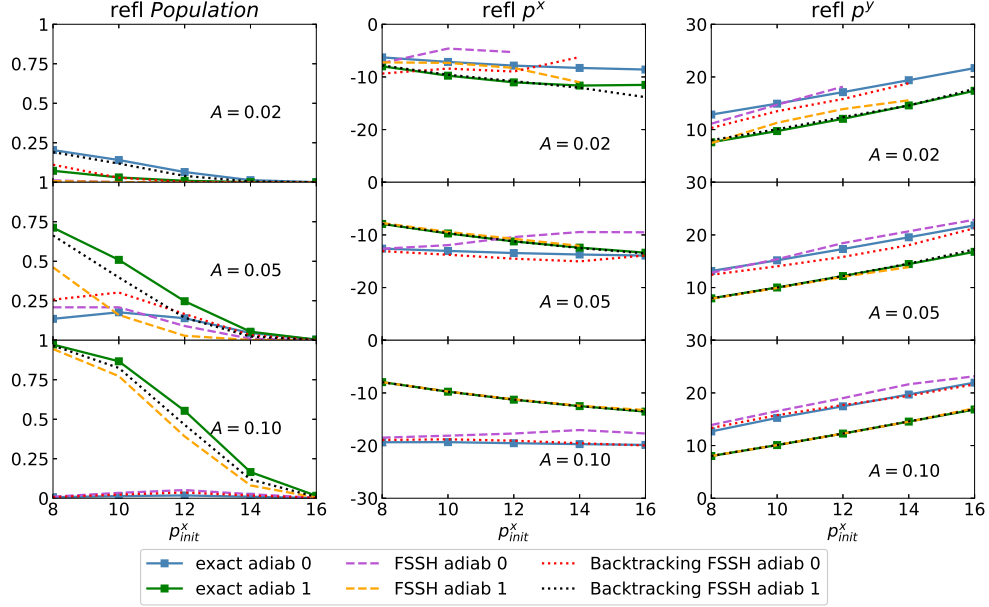 refl Population
refl p^x
refl p^y
1
0.75
0.5
0.25
A = 0.02
0
-10
-20
A = 0.02
30
20
10
A = 0.02
1
0.75
0.5
0.25
A = 0.05
0
-10
-20
A = 0.05
30
20
10
A = 0.05
1
0.75
0.5
0.25
0
A = 0.10
0
-10
-20
-30
A = 0.10
30
20
10
0
A = 0.10
8 10 12 14 16
8 10 12 14 16
8 10 12 14 16
p^x_init
p^x_init
p^x_init
exact adiab 0 FSSH adiab 0 Backtracking FSSH adiab 0
exact adiab 1 FSSH adiab 1 Backtracking FSSH adiab 1